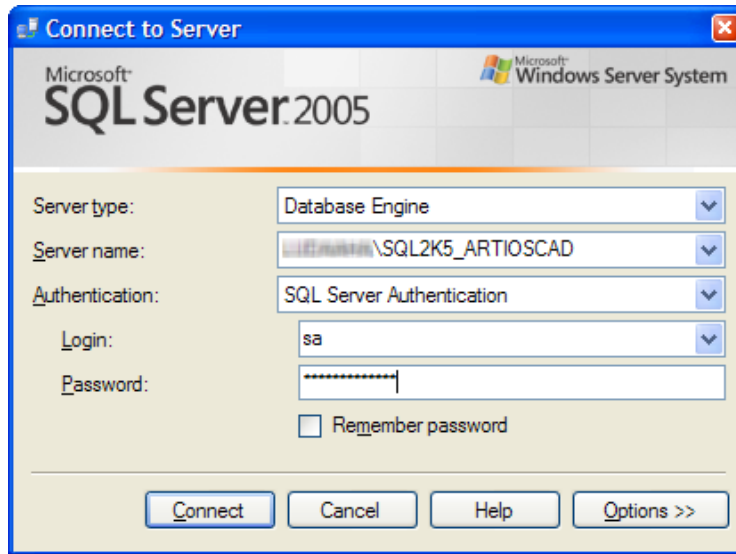 Connect to Server
Microsoft
SQL Server 2005
Microsoft
Windows Server System
Server type: Database Engine
Server name: \SQL2K5_ARTIOSCAD
Authentication: SQL Server Authentication
Login: sa
Password: *************
Remember password
Connect Cancel Help Options >>